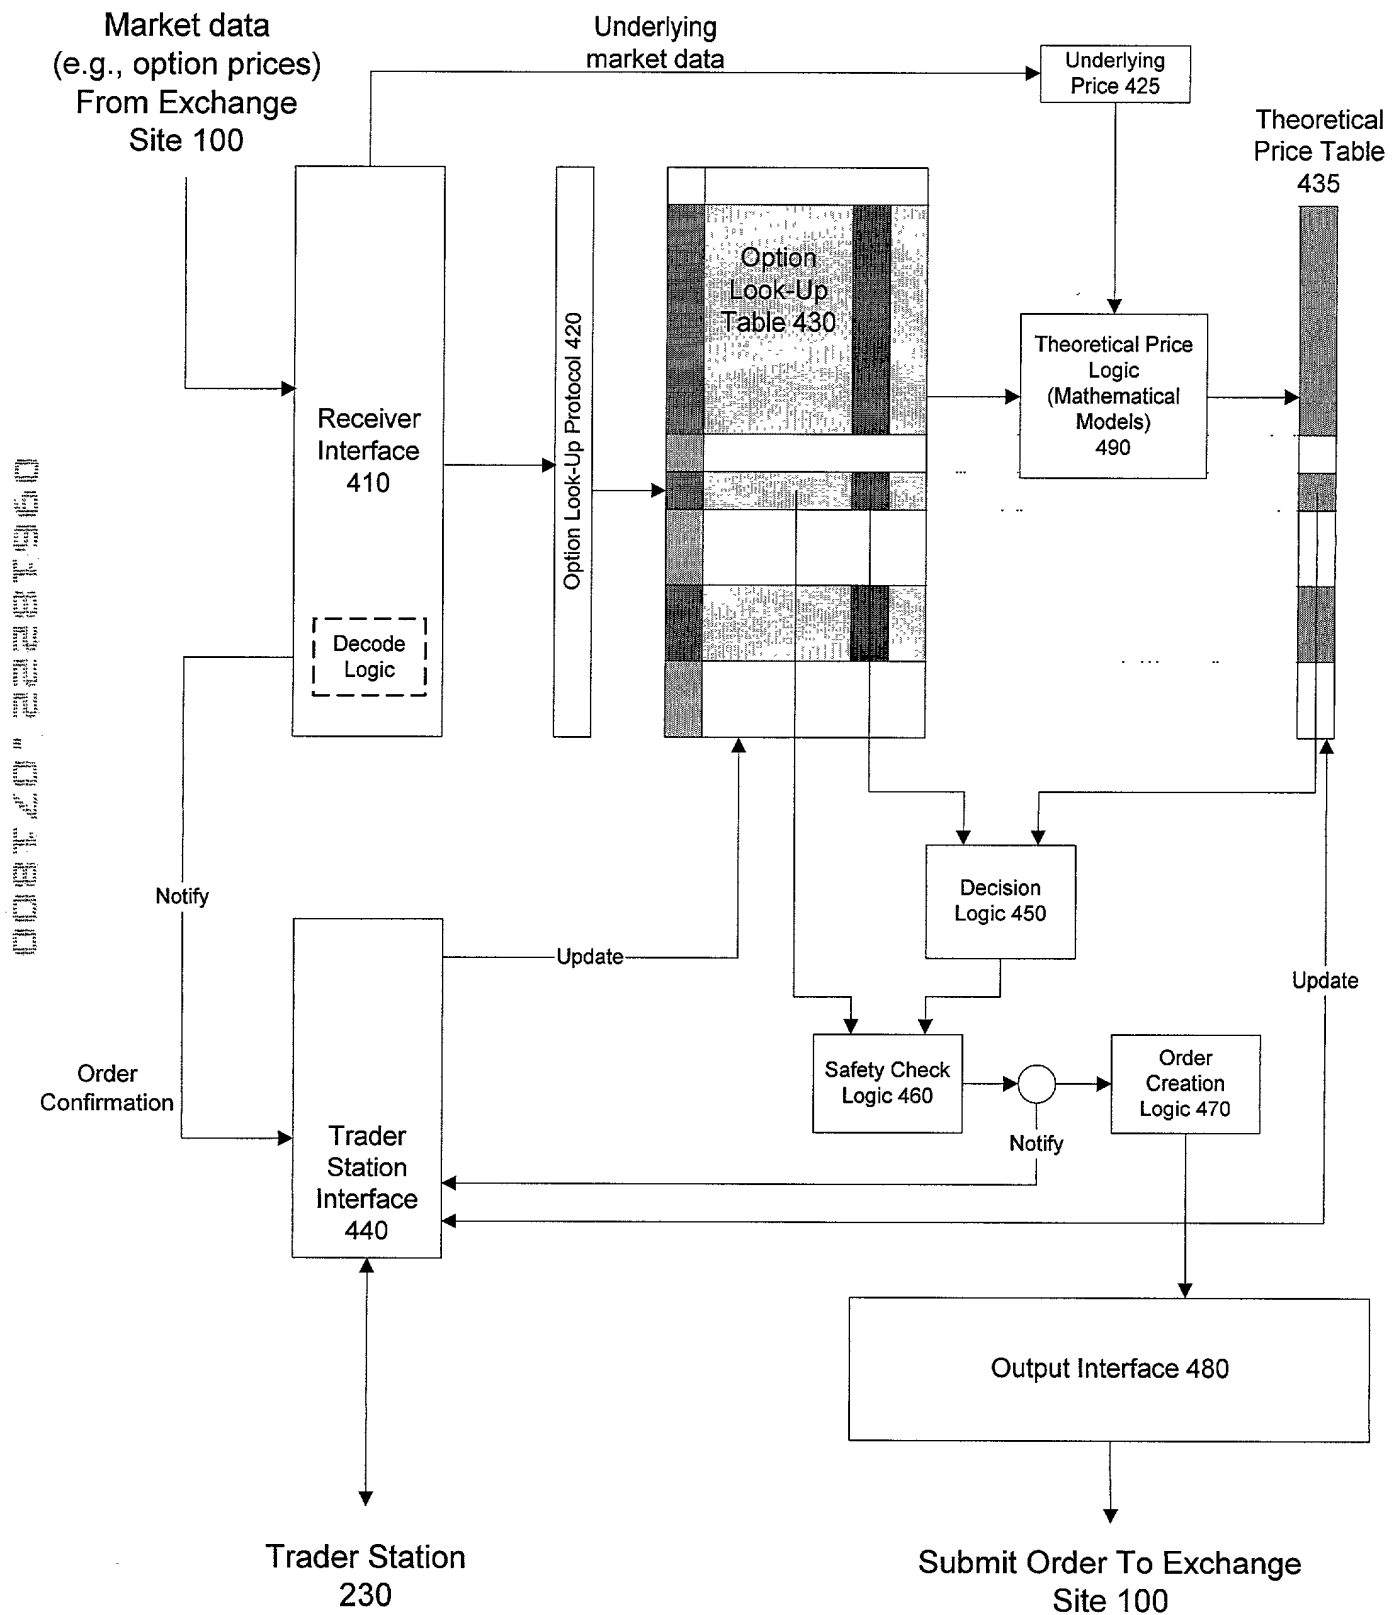 Market data
(e.g., option prices)
From Exchange
Site 100
Underlying
market data
Underlying
Price 425
Theoretical
Price Table
435
Receiver
Interface
410
Decode
Logic
Option Look-Up Protocol 420
Option
Look-Up
Table 430
Theoretical Price
Logic
(Mathematical
Models)
490
09618222.071800
Notify
Order
Confirmation
Update
Trader
Station
Interface
440
Decision
Logic 450
Safety Check
Logic 460
Notify
Order
Creation
Logic 470
Update
Output Interface 480
Trader Station
230
Submit Order To Exchange
Site 100